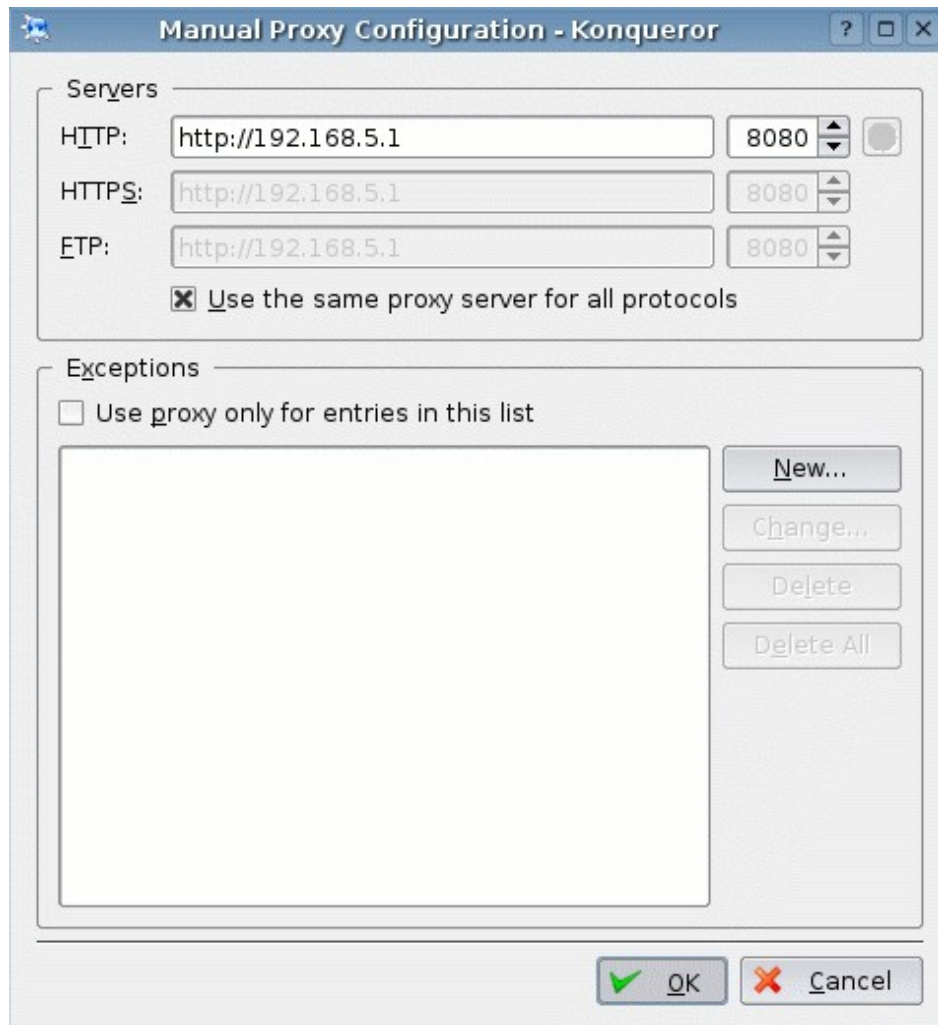 Manual Proxy Configuration - Konqueror ?
Servers
HTTP: http://192.168.5.1 8080
HTTPS: http://192.168.5.1 8080
FTP: http://192.168.5.1 8080
Use the same proxy server for all protocols
Exceptions
Use proxy only for entries in this list
New...
Change...
Delete
Delete All
OK Cancel